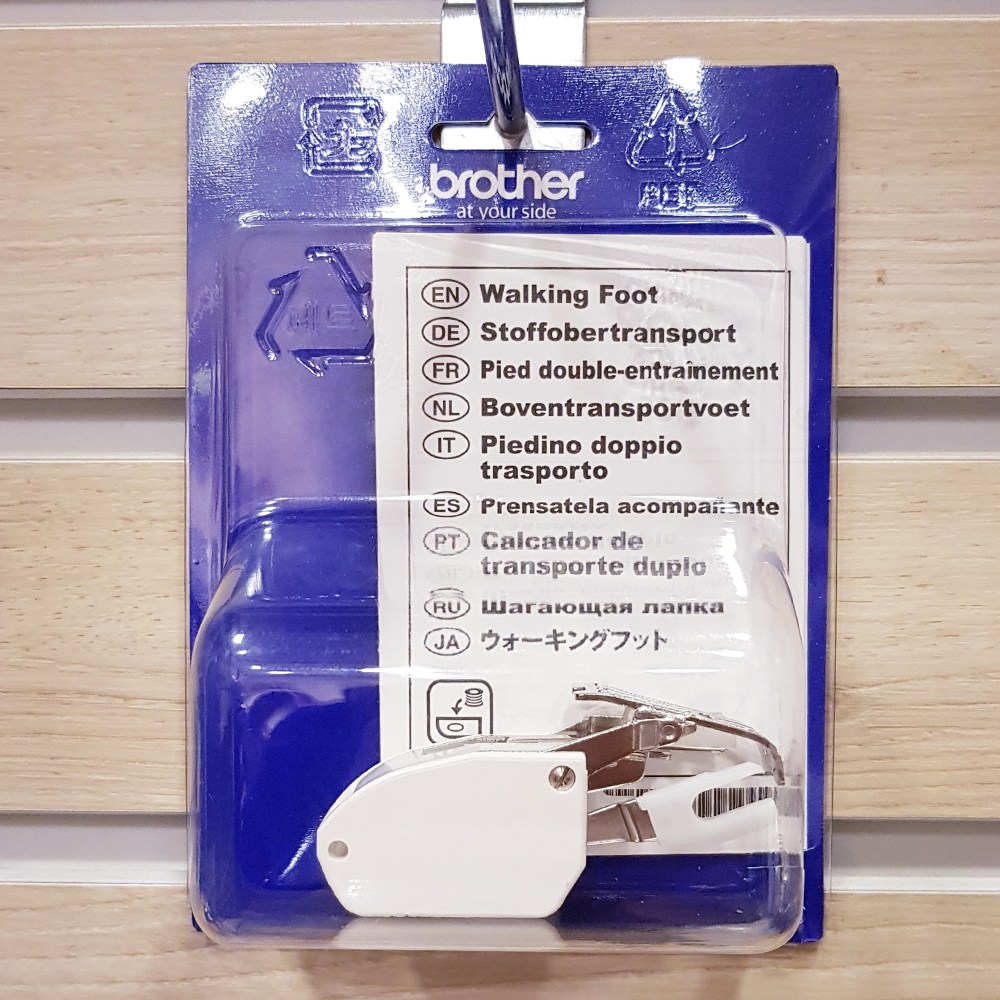 brother
at your side
EN Walking Foot
DE Stoffobertransport
FR Pied double-entraînement
NL Boventransportvoet
IT Piedino doppio
trasporto
ES Prensatela acompañante
PT Calcador de
transporte duplo
RU Шагающая лапка
JA ウォーキングフット